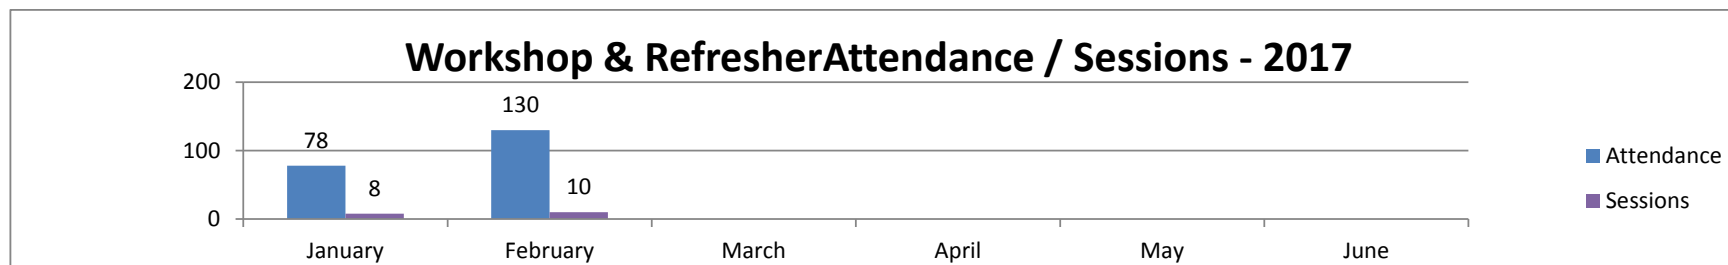 Workshop & RefresherAttendance / Sessions - 2017
200
130
78
100
Attendance
8
10
Sessions
0
January February March April May June